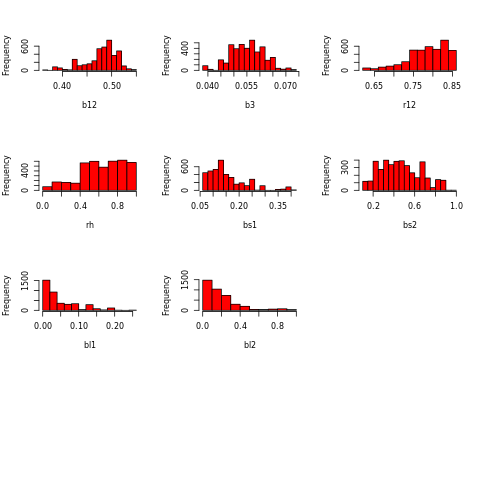 Frequency
600
0
0.40 0.50
b12
Frequency
400
0
0.040 0.055 0.070
b3
Frequency
600
0
0.65 0.75 0.85
r12
Frequency
400
0
0.0 0.4 0.8
rh
Frequency
600
0
0.05 0.20 0.35
bs1
Frequency
300
0
0.2 0.6 1.0
bs2
Frequency
1500
0
0.00 0.10 0.20
bl1
Frequency
1500
0
0.0 0.4 0.8
bl2